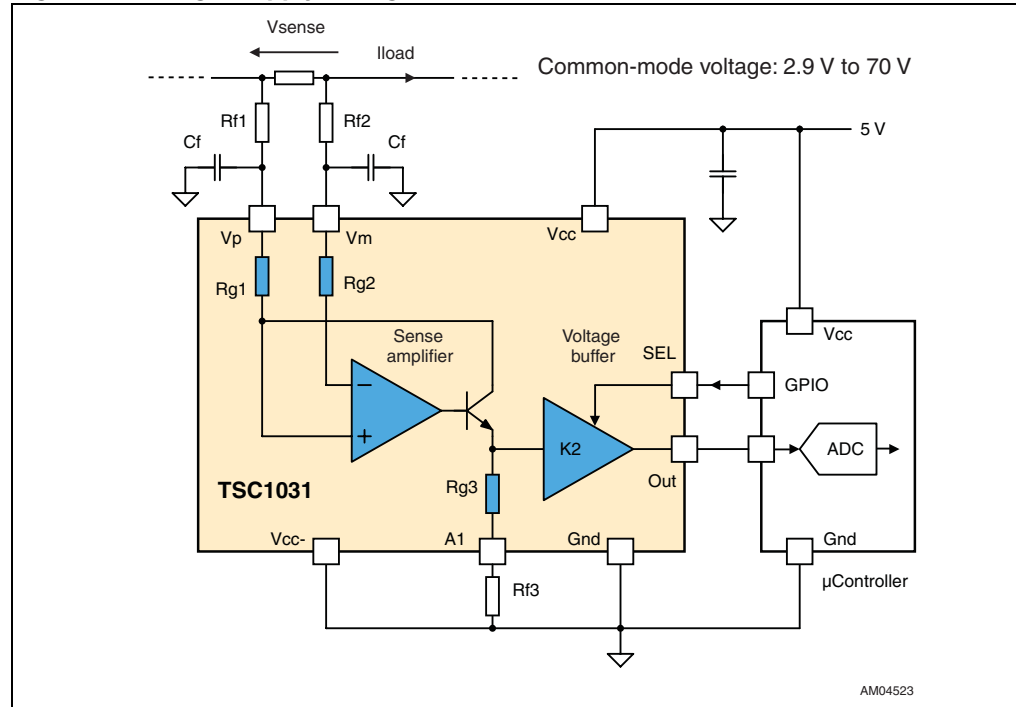 Vsense
Iload
Common-mode voltage: 2.9 V to 70 V
Rf1
Rf2
5 V
Cf
Cf
Vp
Vm
Vcc
Rg1
Rg2
Sense
amplifier
Voltage
buffer
SEL
Vcc
GPIO
K2
ADC
Out
TSC1031
Rg3
Vcc-
A1
Gnd
Gnd
Rf3
µController
AM04523